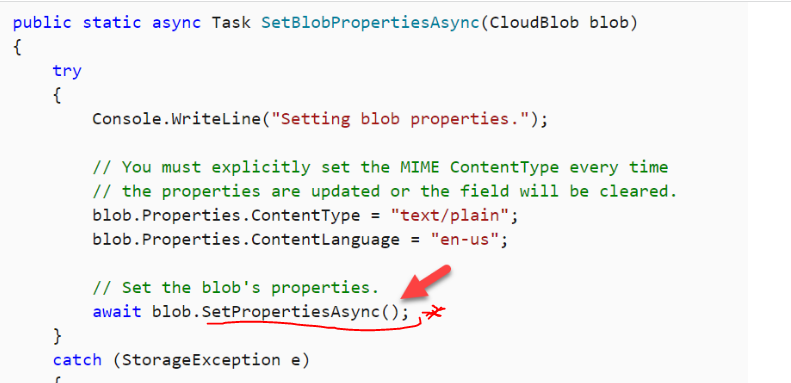 public static async Task SetBlobPropertiesAsync(CloudBlob blob)
{
try
{
Console.WriteLine("Setting blob properties.");
// You must explicitly set the MIME ContentType every time
// the properties are updated or the field will be cleared.
blob.Properties.ContentType = "text/plain";
blob.Properties.ContentLanguage = "en-us";
// Set the blob's properties.
await blob.SetPropertiesAsync();
}
catch (StorageException e)
{